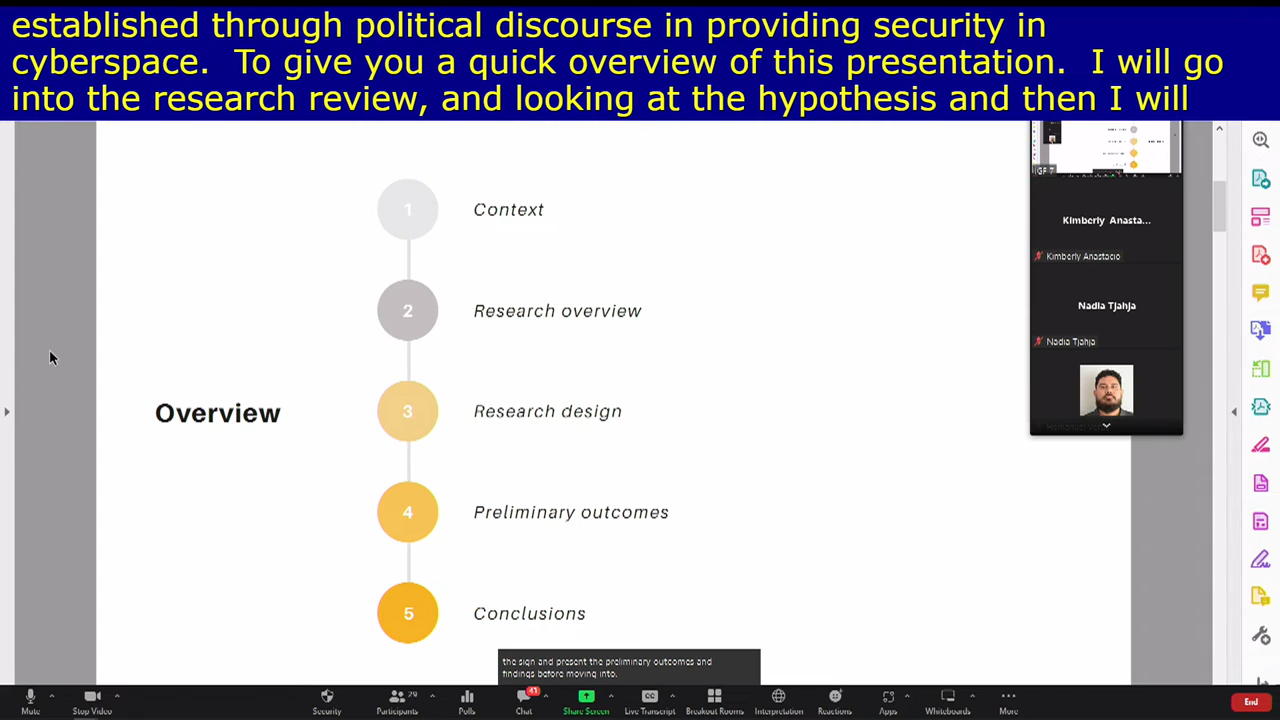 established through political discourse in providing security in
cyberspace.  To give you a quick overview of this presentation.  I will go
into the research review, and looking at the hypothesis and then I will
IGF 7
Kimberly Anasta...
Kimberly Anastacio
Nadia Tjahja
Nadia Tjahja
Overview
1 Context
2 Research overview
3 Research design
4 Preliminary outcomes
5 Conclusions
the sign and present the preliminary outcomes and
findings before moving into.
Mute
Stop Video
Security
Participants 29
Polls
Chat 41
Share Screen
Live Transcript
Breakout Rooms
Interpretation
Reactions
Apps
Whiteboards
More
End